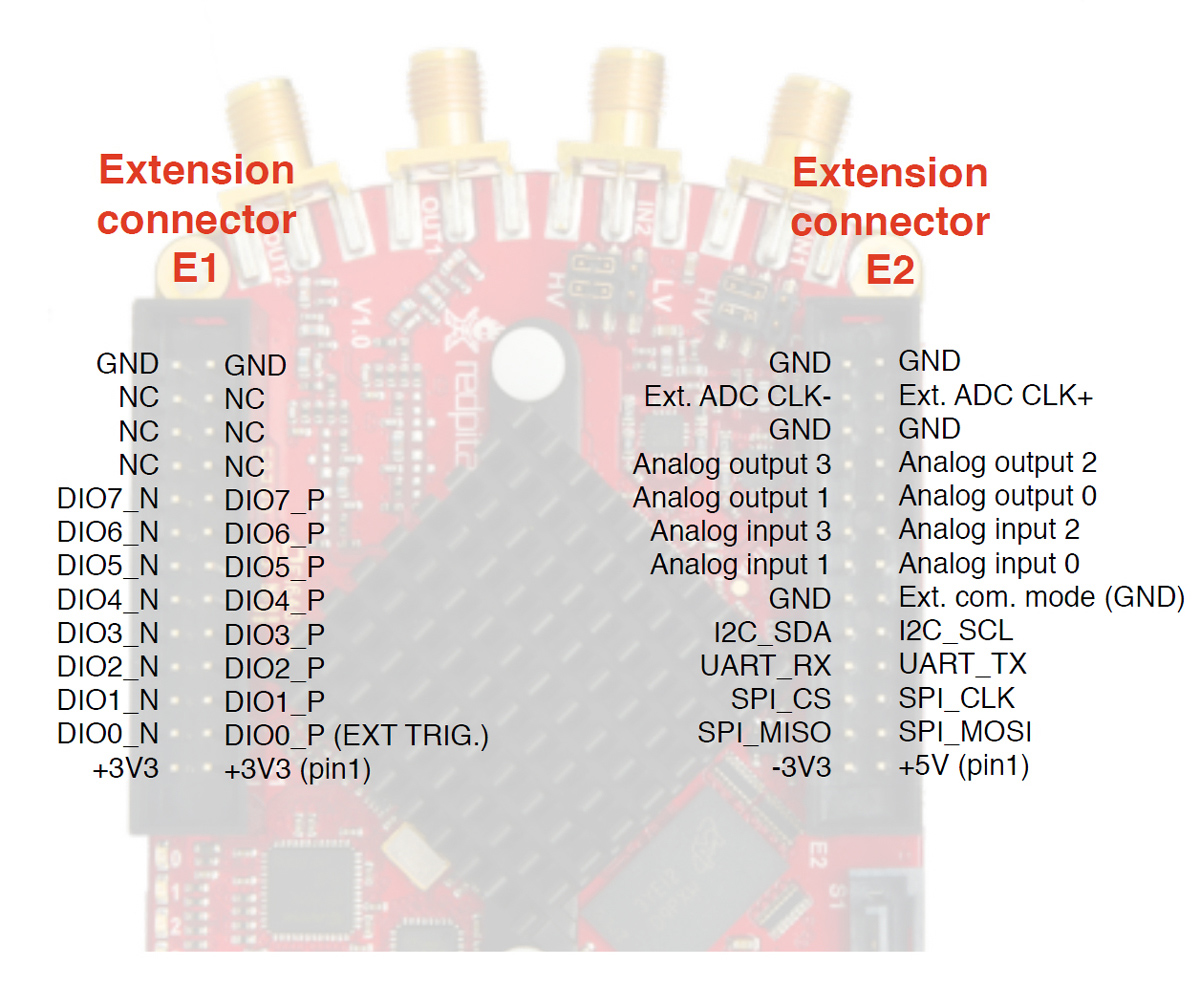 Extension
connector
E1
Extension
connector
E2
OUT2
OUT1
IN2
IN1
HV
LV
HV
V1.0
redpitaya
GND GND
NC NC
NC NC
NC NC
DIO7_N DIO7_P
DIO6_N DIO6_P
DIO5_N DIO5_P
DIO4_N DIO4_P
DIO3_N DIO3_P
DIO2_N DIO2_P
DIO1_N DIO1_P
DIO0_N DIO0_P (EXT TRIG.)
+3V3 +3V3 (pin1)
GND GND
Ext. ADC CLK- Ext. ADC CLK+
GND GND
Analog output 3 Analog output 2
Analog output 1 Analog output 0
Analog input 3 Analog input 2
Analog input 1 Analog input 0
GND Ext. com. mode (GND)
I2C_SDA I2C_SCL
UART_RX UART_TX
SPI_CS SPI_CLK
SPI_MISO SPI_MOSI
-3V3 +5V (pin1)
0
1
2
E2
S1